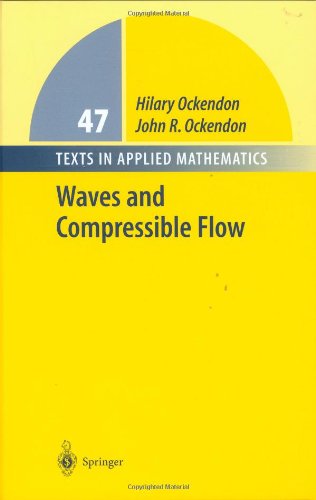 47
Hilary Ockendon
John R. Ockendon
TEXTS IN APPLIED MATHEMATICS
Waves and
Compressible Flow
Springer